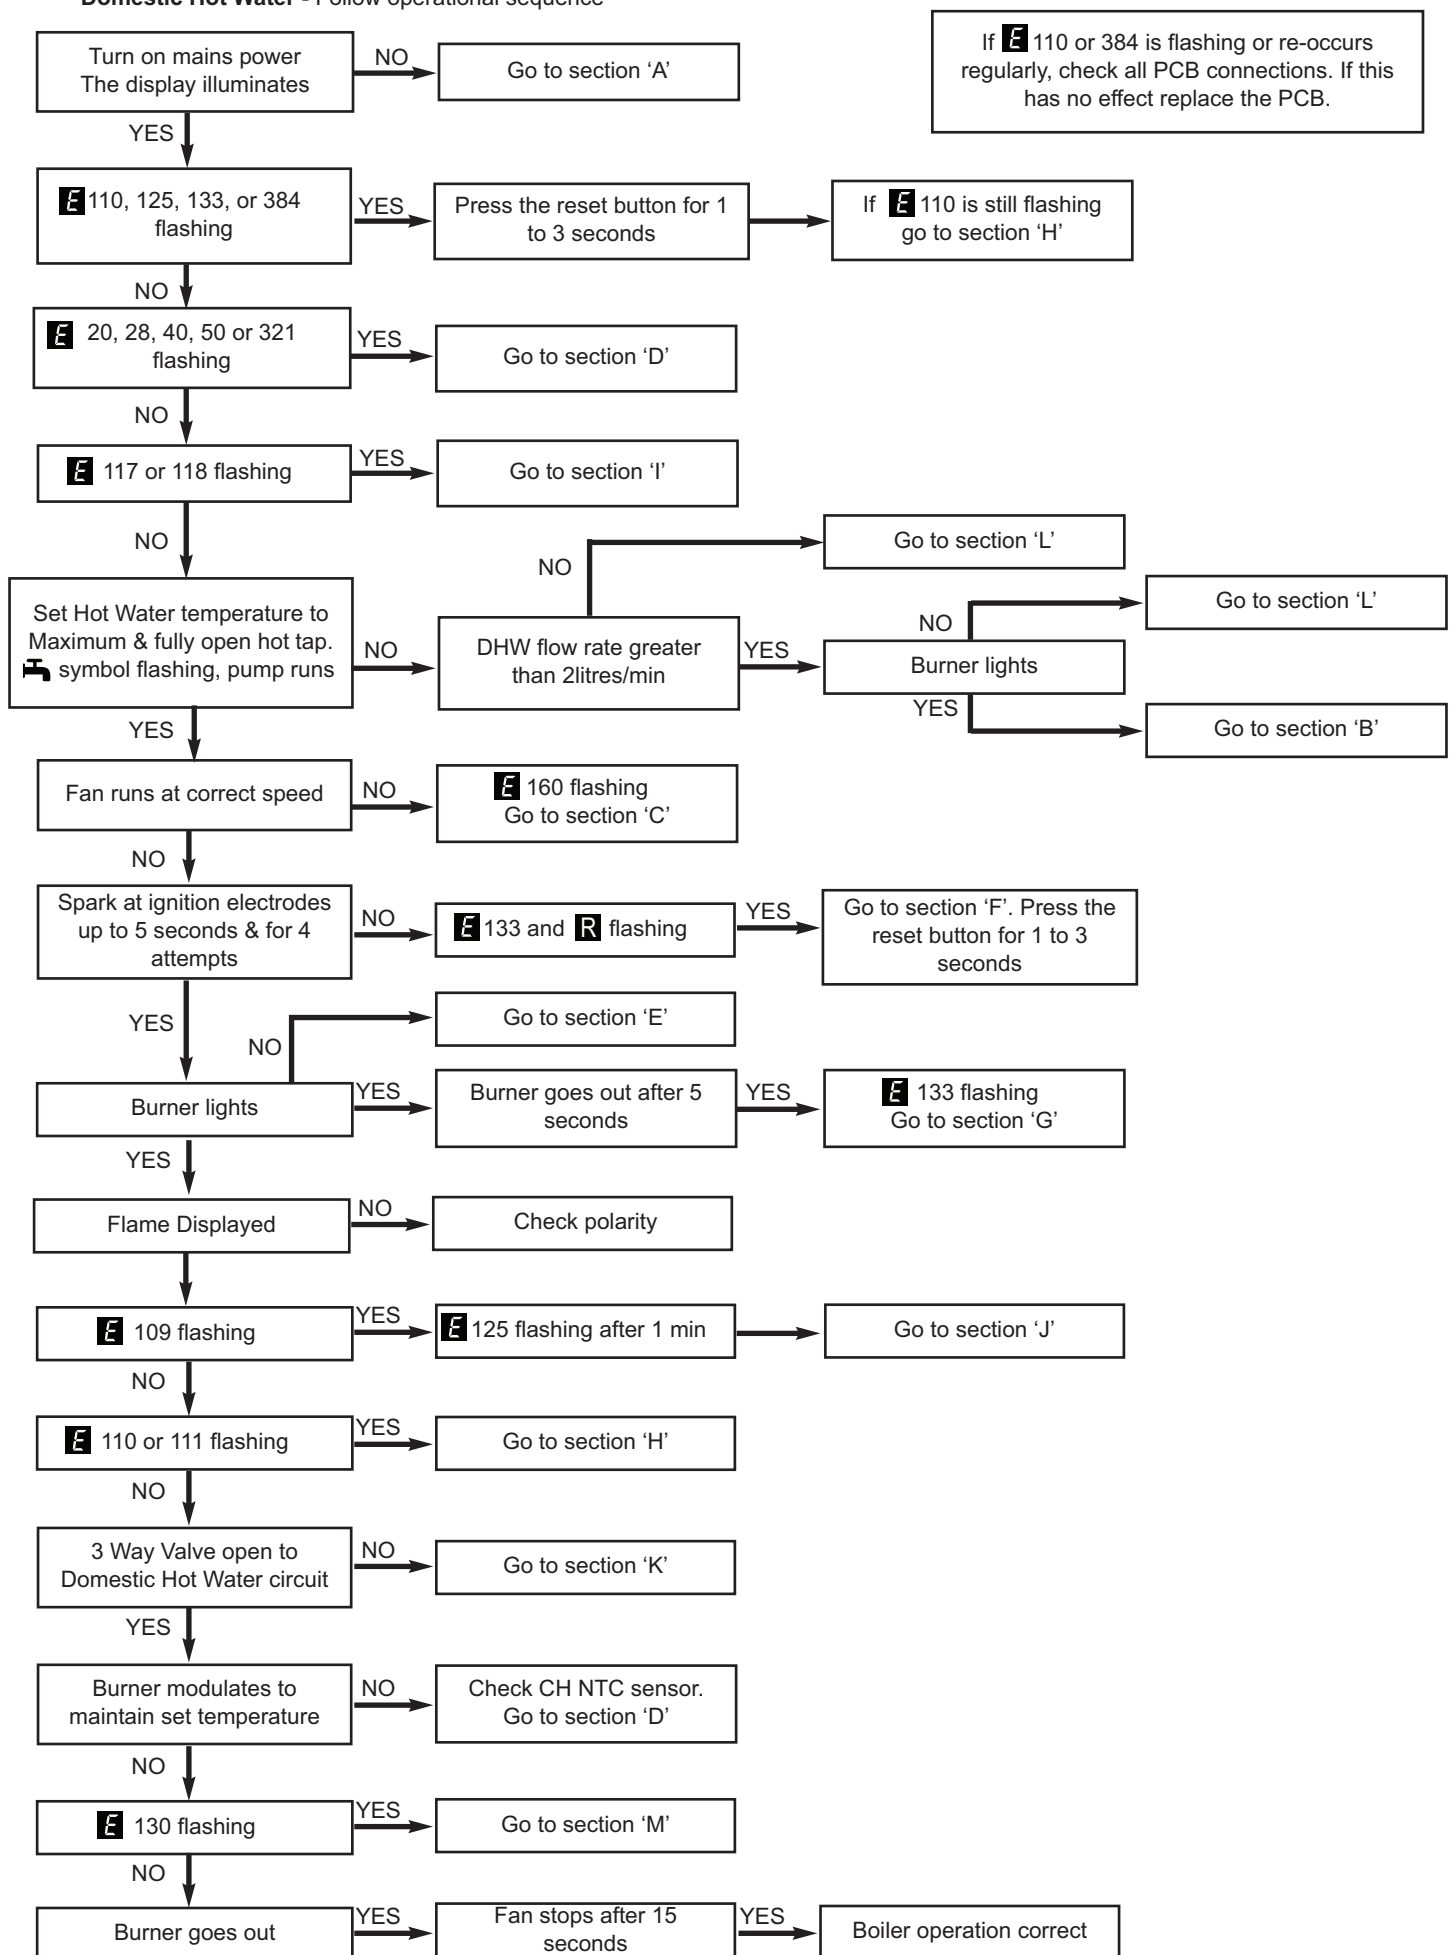 Domestic Hot Water - Follow operational sequence
Turn on mains power
The display illuminates
NO
Go to section ‘A’
If E 110 or 384 is flashing or re-occurs
regularly, check all PCB connections. If this
has no effect replace the PCB.
YES
E 110, 125, 133, or 384
flashing
YES
Press the reset button for 1
to 3 seconds
If E 110 is still flashing
go to section ‘H’
NO
E 20, 28, 40, 50 or 321
flashing
YES
Go to section ‘D’
NO
E 117 or 118 flashing
YES
Go to section ‘I’
NO
Set Hot Water temperature to
Maximum & fully open hot tap.
symbol flashing, pump runs
NO
DHW flow rate greater
than 2litres/min
NO
Go to section ‘L’
YES
Burner lights
NO
Go to section ‘L’
YES
Go to section ‘B’
YES
Fan runs at correct speed
NO
E 160 flashing
Go to section ‘C’
NO
Spark at ignition electrodes
up to 5 seconds & for 4
attempts
NO
E 133 and R flashing
YES
Go to section ‘F’. Press the
reset button for 1 to 3
seconds
YES
NO
Go to section ‘E’
Burner lights
YES
Burner goes out after 5
seconds
YES
E 133 flashing
Go to section ‘G’
YES
Flame Displayed
NO
Check polarity
E 109 flashing
YES
E 125 flashing after 1 min
Go to section ‘J’
NO
E 110 or 111 flashing
YES
Go to section ‘H’
NO
3 Way Valve open to
Domestic Hot Water circuit
NO
Go to section ‘K’
YES
Burner modulates to
maintain set temperature
NO
Check CH NTC sensor.
Go to section ‘D’
NO
E 130 flashing
YES
Go to section ‘M’
NO
Burner goes out
YES
Fan stops after 15
seconds
YES
Boiler operation correct